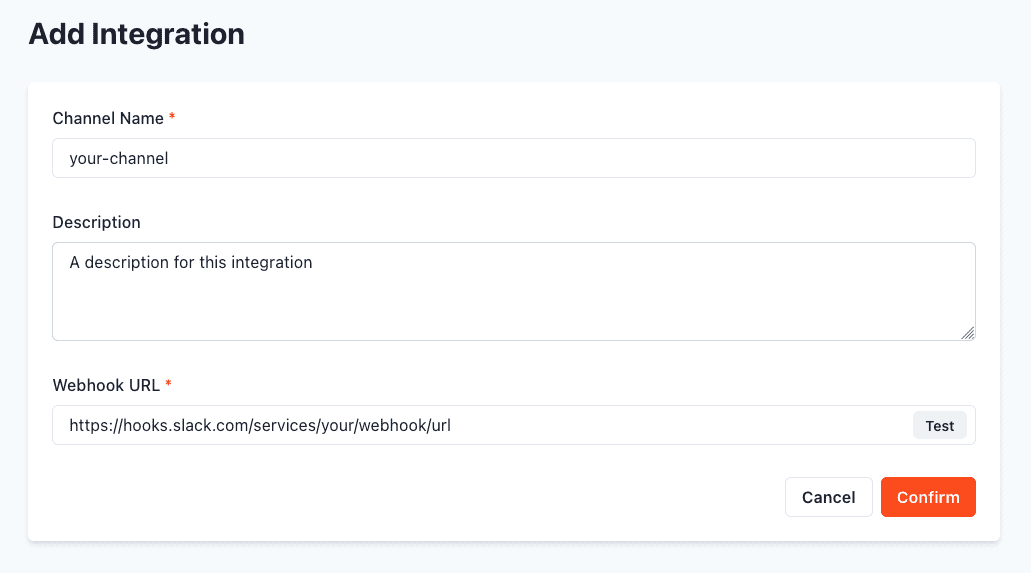 Add Integration
Channel Name *
your-channel
Description
A description for this integration
Webhook URL *
https://hooks.slack.com/services/your/webhook/url
Test
Cancel
Confirm